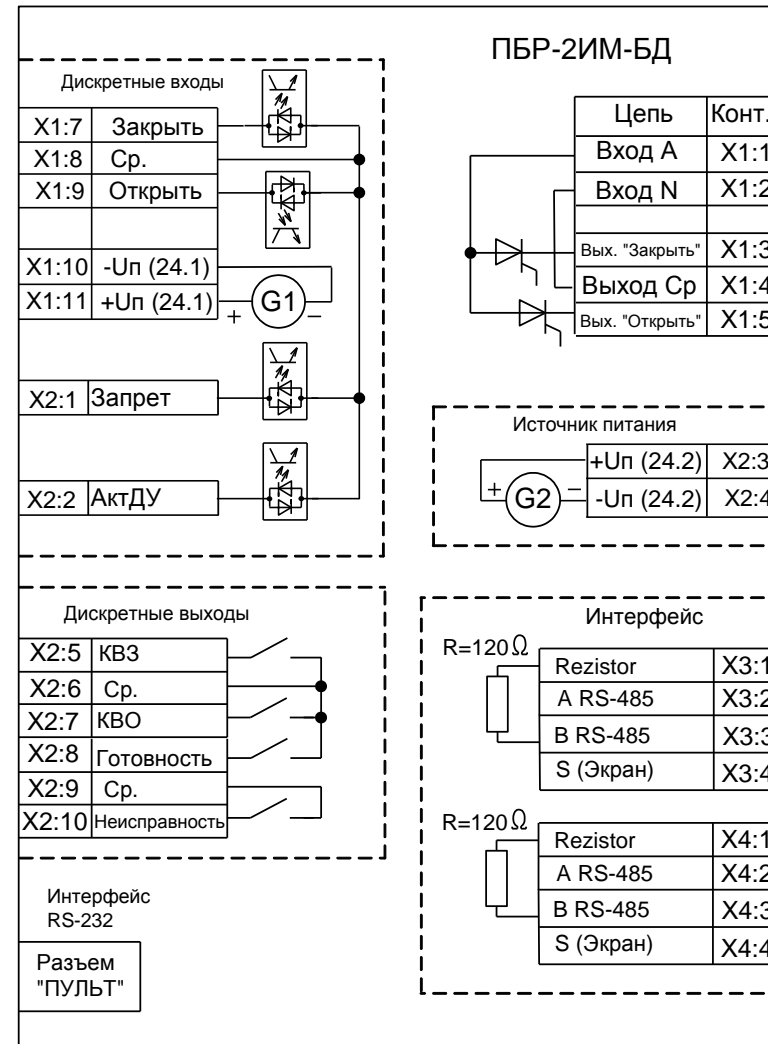 ПБР-2ИМ-БД
Дискретные входы
X1:7 Закрыть
X1:8 Ср.
X1:9 Открыть
X1:10 -Uп (24.1)
X1:11 +Uп (24.1)
+ G1 –
X2:1 Запрет
X2:2 АктДУ
Дискретные выходы
X2:5 КВЗ
X2:6 Ср.
X2:7 КВО
X2:8 Готовность
X2:9 Ср.
X2:10 Неисправность
Интерфейс
RS-232
Разъем
"ПУЛЬТ"
Цепь Конт.
Вход А X1:1
Вход N X1:2
Вых. "Закрыть" X1:3
Выход Ср X1:4
Вых. "Открыть" X1:5
Источник питания
+Uп (24.2) X2:3
-Uп (24.2) X2:4
+ G2 –
Интерфейс
R=120Ω
Rezistor X3:1
A RS-485 X3:2
B RS-485 X3:3
S (Экран) X3:4
R=120Ω
Rezistor X4:1
A RS-485 X4:2
B RS-485 X4:3
S (Экран) X4:4